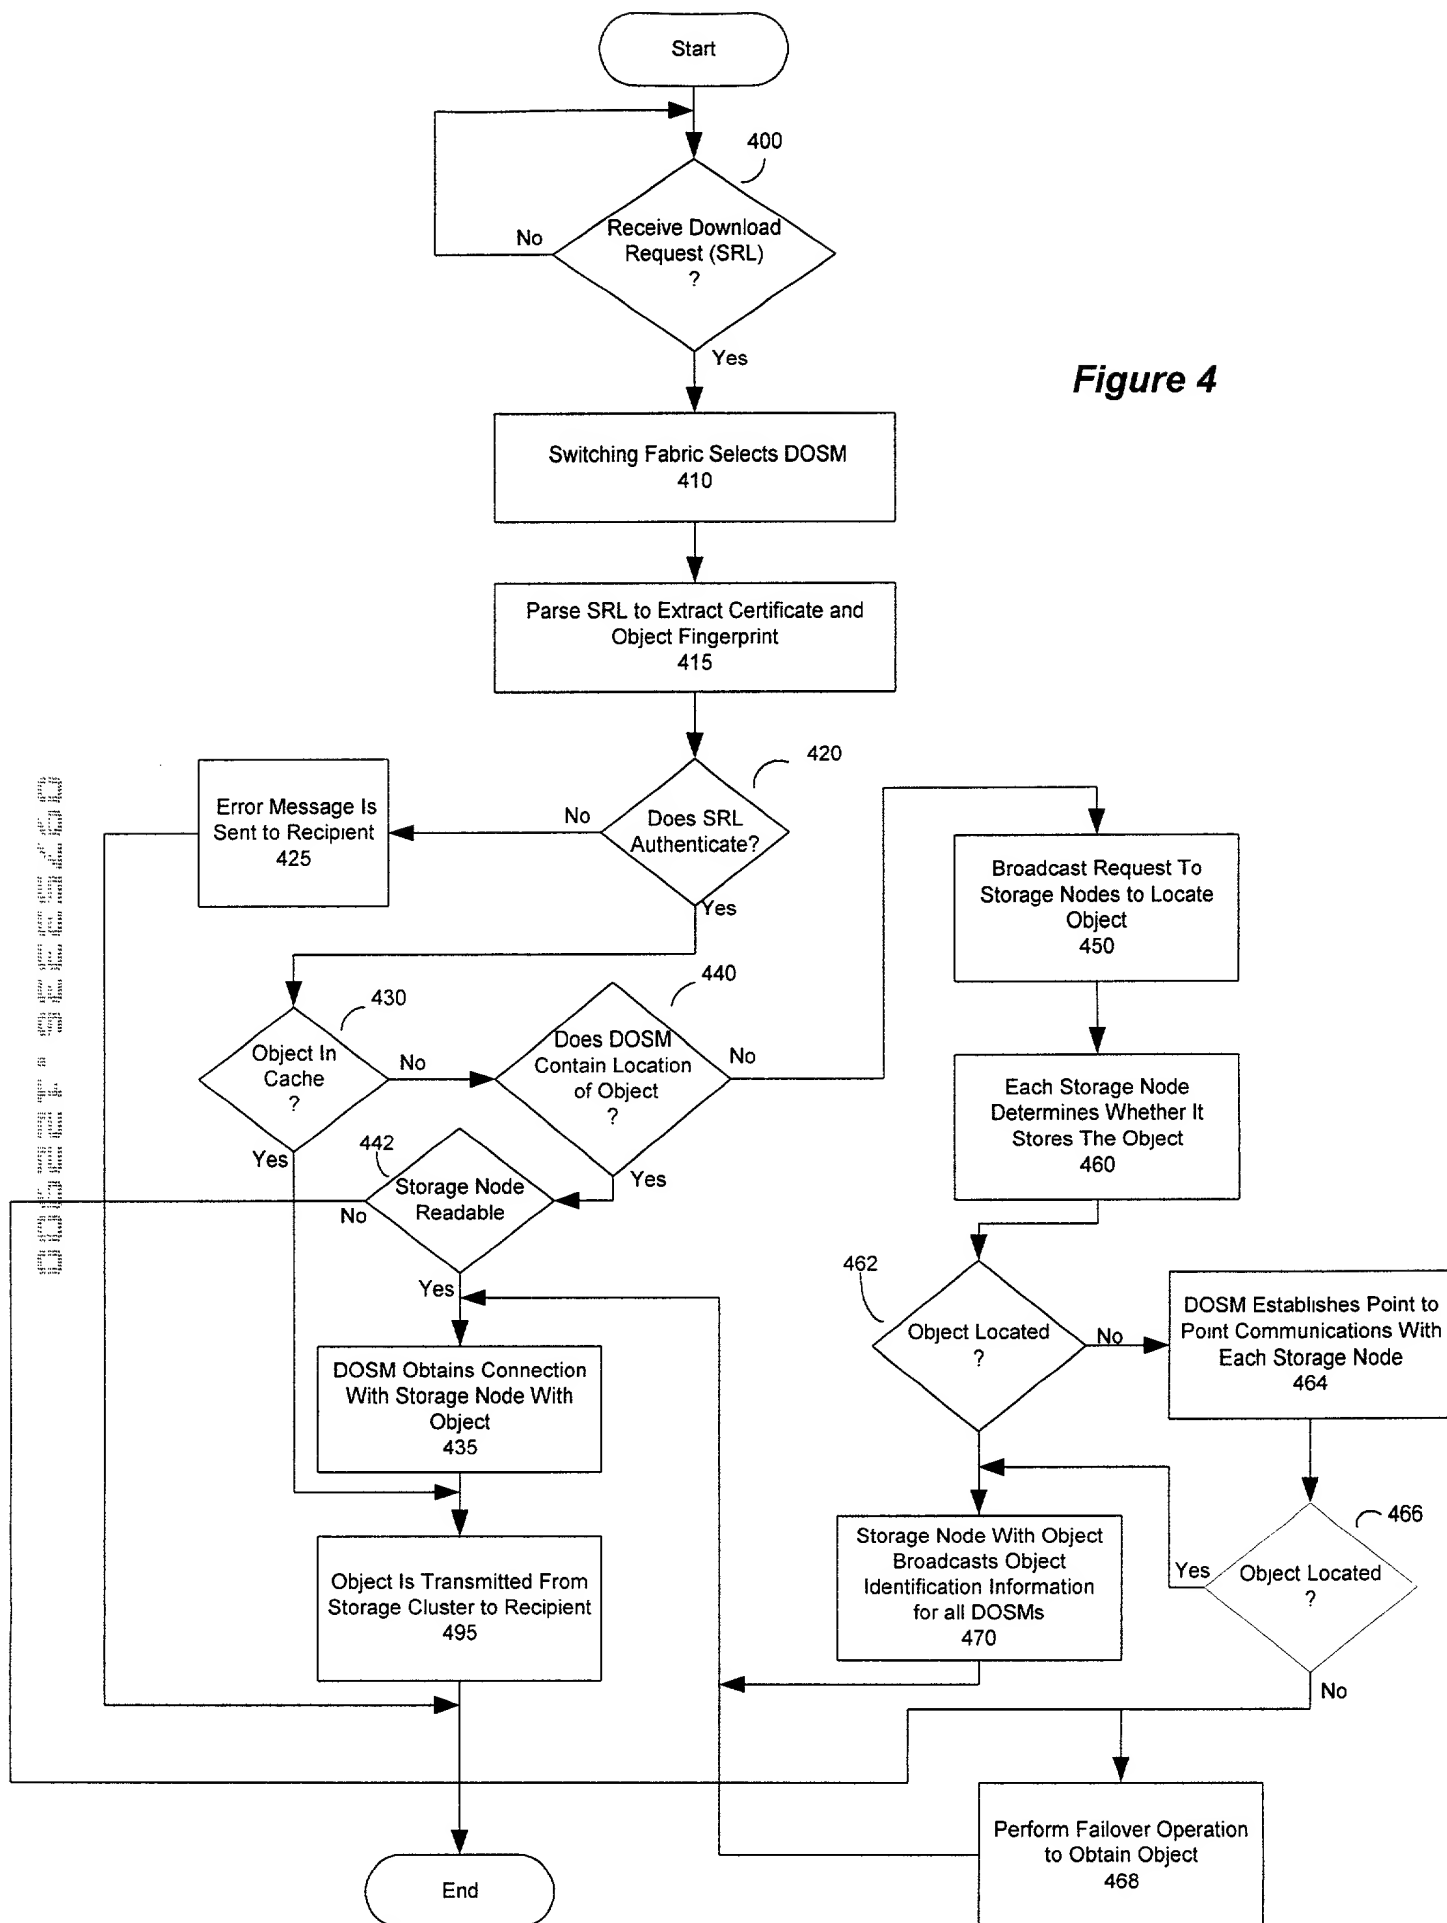 Start
400
Receive Download
Request (SRL)
?
No
Yes
Figure 4
Switching Fabric Selects DOSM
410
Parse SRL to Extract Certificate and
Object Fingerprint
415
420
Does SRL
Authenticate?
No
Yes
Error Message Is
Sent to Recipient
425
Broadcast Request To
Storage Nodes to Locate
Object
450
430
Object In
Cache
?
No
Yes
440
Does DOSM
Contain Location
of Object
?
No
Yes
Each Storage Node
Determines Whether It
Stores The Object
460
442
Storage Node
Readable
No
Yes
462
Object Located
?
No
DOSM Establishes Point to
Point Communications With
Each Storage Node
464
DOSM Obtains Connection
With Storage Node With
Object
435
466
Object Located
?
Yes
No
Storage Node With Object
Broadcasts Object
Identification Information
for all DOSMs
470
Object Is Transmitted From
Storage Cluster to Recipient
495
Perform Failover Operation
to Obtain Object
468
End